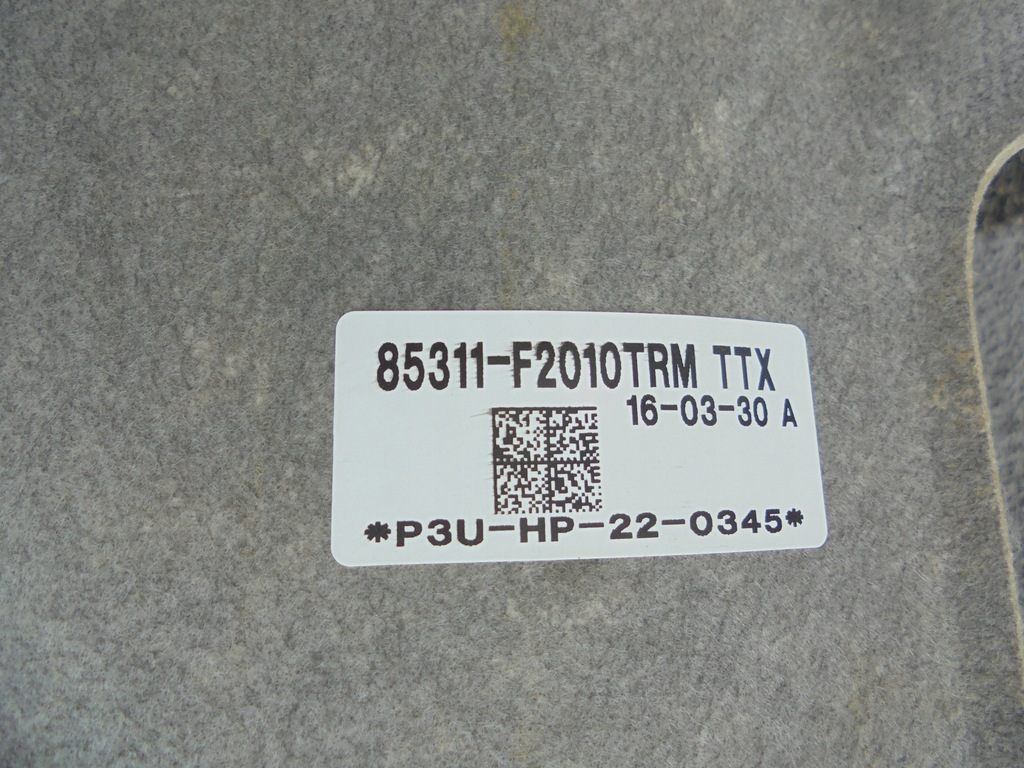 85311-F2010TRM TTX
16-03-30 A
*P3U-HP-22-0345*